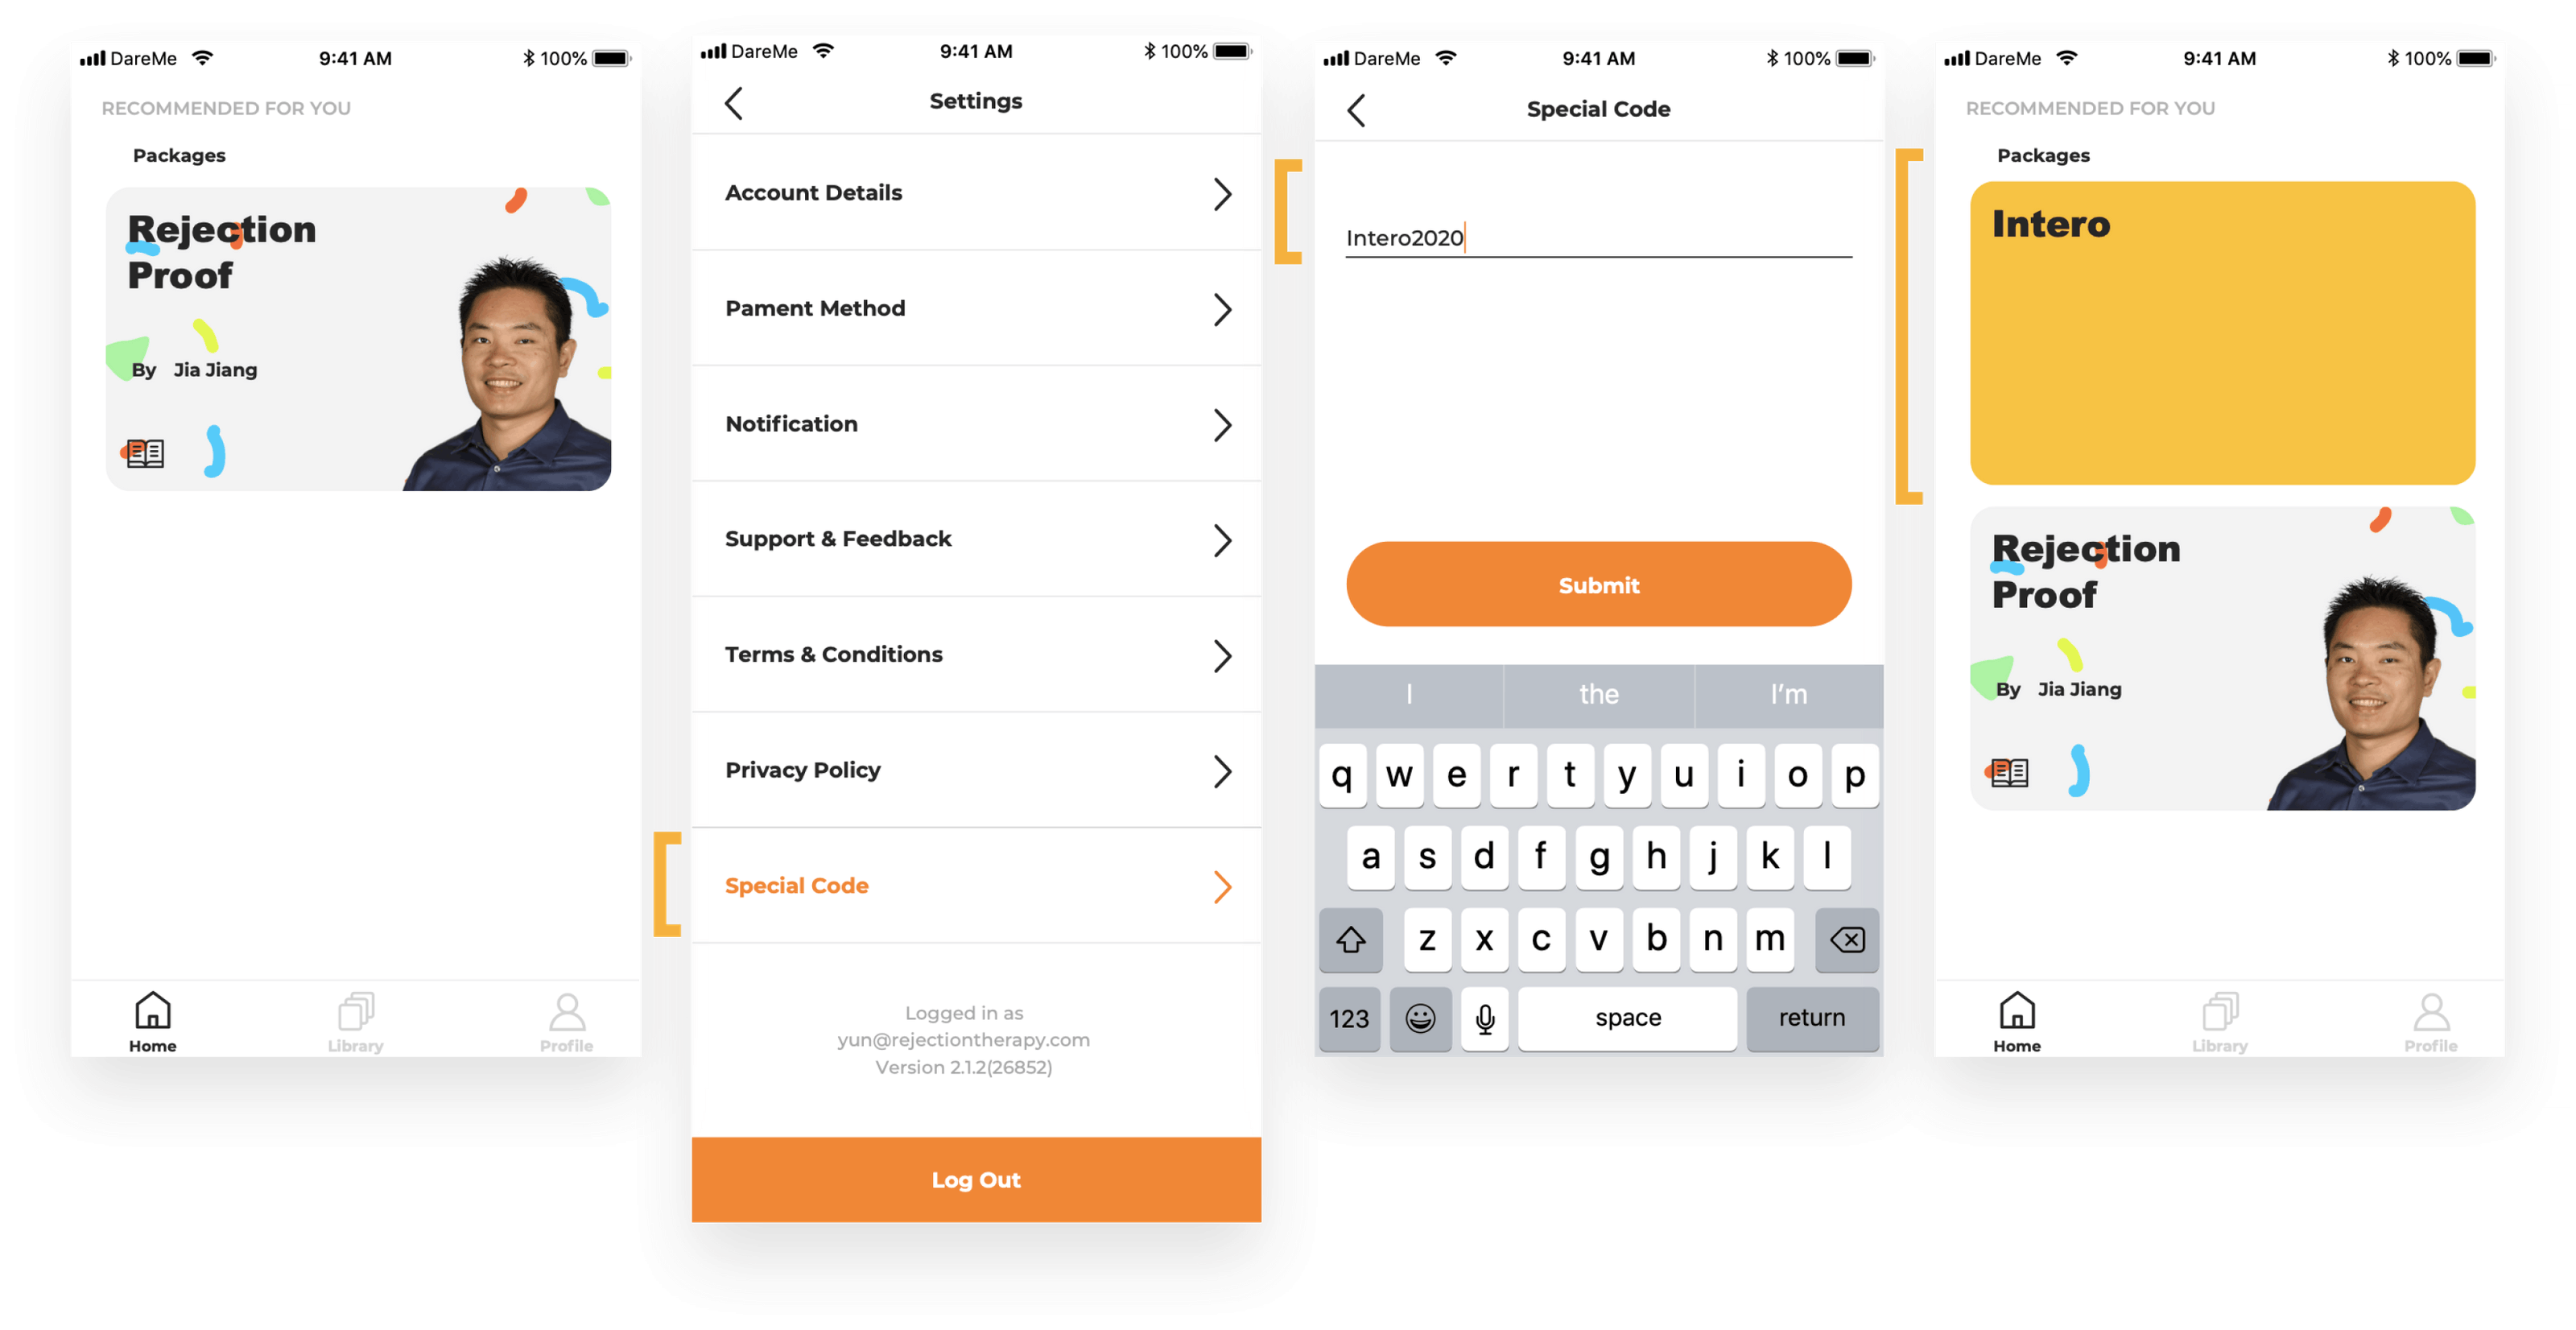 DareMe 9:41 AM 100%
RECOMMENDED FOR YOU
Packages
Rejection
Proof
By Jia Jiang
Home Library Profile
DareMe 9:41 AM 100%
Settings
Account Details
Pament Method
Notification
Support & Feedback
Terms & Conditions
Privacy Policy
Special Code
Logged in as
yun@rejectiontherapy.com
Version 2.1.2(26852)
Log Out
DareMe 9:41 AM 100%
Special Code
Intero2020
Submit
I the I'm
q w e r t y u i o p
a s d f g h j k l
z x c v b n m
123 space return
DareMe 9:41 AM 100%
RECOMMENDED FOR YOU
Packages
Intero
Rejection
Proof
By Jia Jiang
Home Library Profile